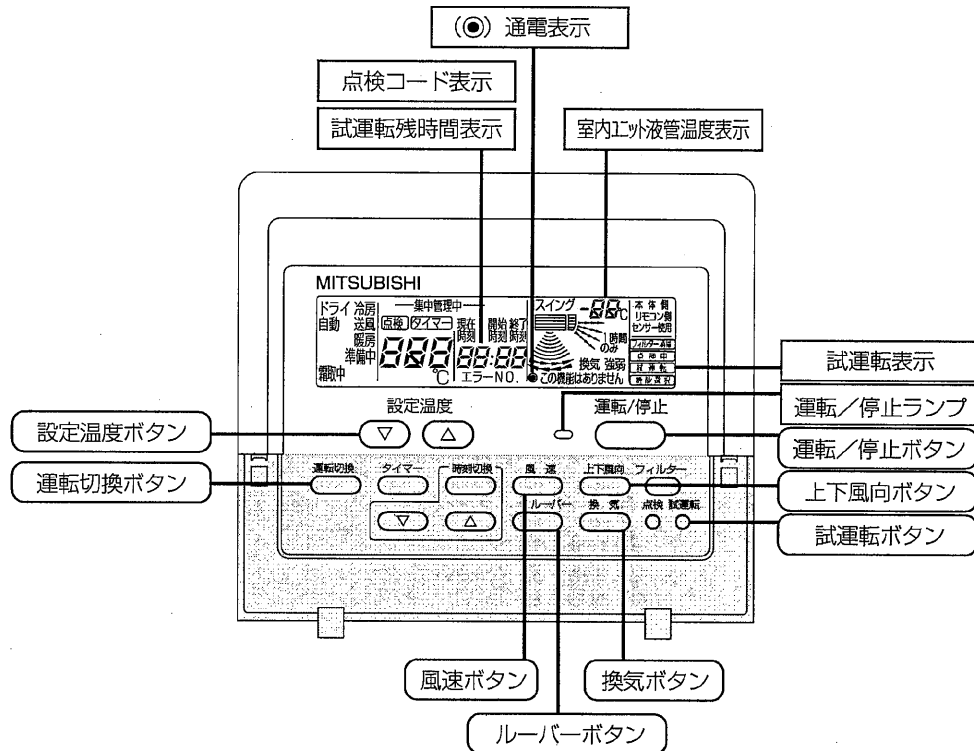 (◉) 通電表示
点検コード表示
試運転残時間表示
室内ユニット液管温度表示
MITSUBISHI
ドライ 冷房
自動 送風
暖房
準備中
霜取中
集中管理中
点検 タイマー
現在時刻 開始時刻 終了時刻
888
℃
88:88
エラーNO.
スイング
-88℃
1時間のみ
換気 強弱
この機能はありません
本体側
リモコン側
センサー使用
点検中
試運転
試運転表示
運転/停止ランプ
設定温度
▽ △
運転/停止
設定温度ボタン
運転/停止ボタン
運転切換ボタン
運転切換 タイマー 時刻切換 風速 上下風向 フィルター
上下風向ボタン
▽ △
ルーバー 換気 点検 試運転
試運転ボタン
風速ボタン
換気ボタン
ルーバーボタン